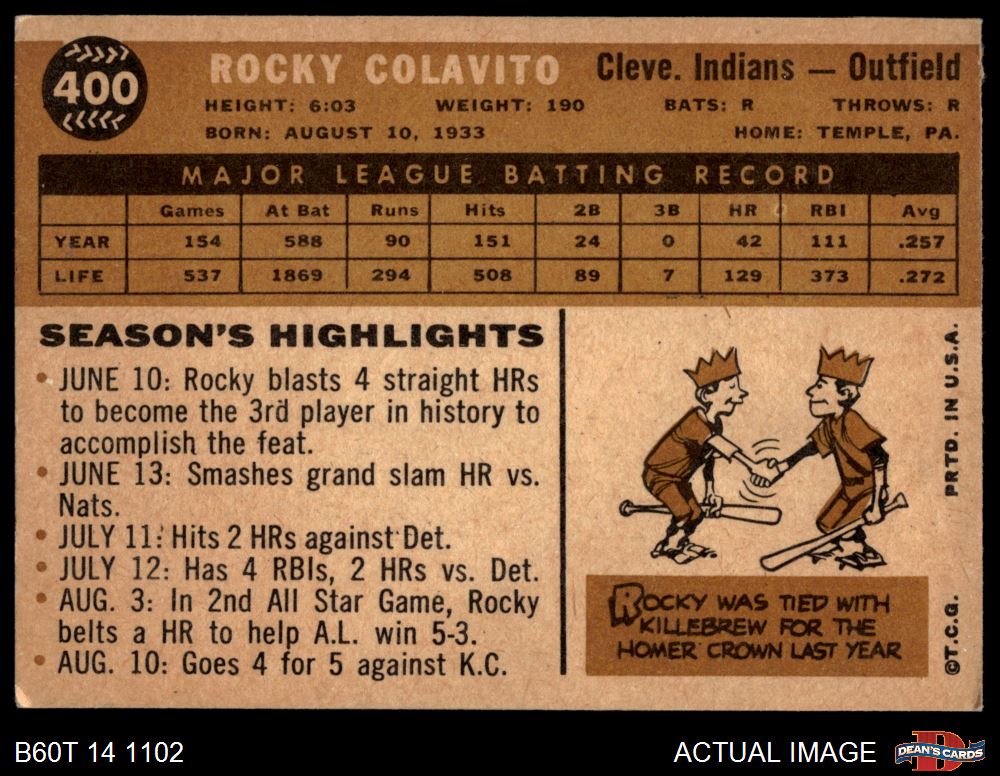 400
ROCKY COLAVITO Cleve. Indians — Outfield
HEIGHT: 6:03 WEIGHT: 190 BATS: R THROWS: R
BORN: AUGUST 10, 1933 HOME: TEMPLE, PA.
MAJOR LEAGUE BATTING RECORD
Games At Bat Runs Hits 2B 3B HR RBI Avg
YEAR 154 588 90 151 24 0 42 111 .257
LIFE 537 1869 294 508 89 7 129 373 .272
SEASON'S HIGHLIGHTS
• JUNE 10: Rocky blasts 4 straight HRs
to become the 3rd player in history to
accomplish the feat.
• JUNE 13: Smashes grand slam HR vs.
Nats.
• JULY 11: Hits 2 HRs against Det.
• JULY 12: Has 4 RBIs, 2 HRs vs. Det.
• AUG. 3: In 2nd All Star Game, Rocky
belts a HR to help A.L. win 5-3.
• AUG. 10: Goes 4 for 5 against K.C.
ROCKY WAS TIED WITH
KILLEBREW FOR THE
HOMER CROWN LAST YEAR
©T.C.G. PRTD. IN U.S.A.
B60T 14 1102 ACTUAL IMAGE DEAN'S CARDS